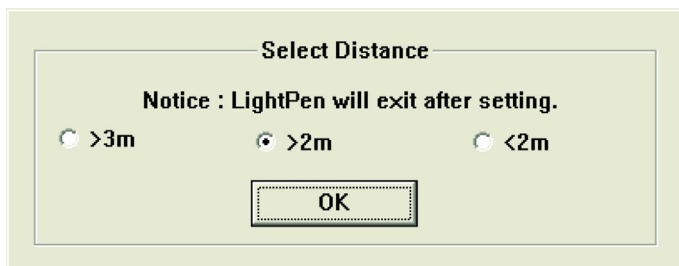 Select Distance
Notice : LightPen will exit after setting.
>3m >2m <2m
OK